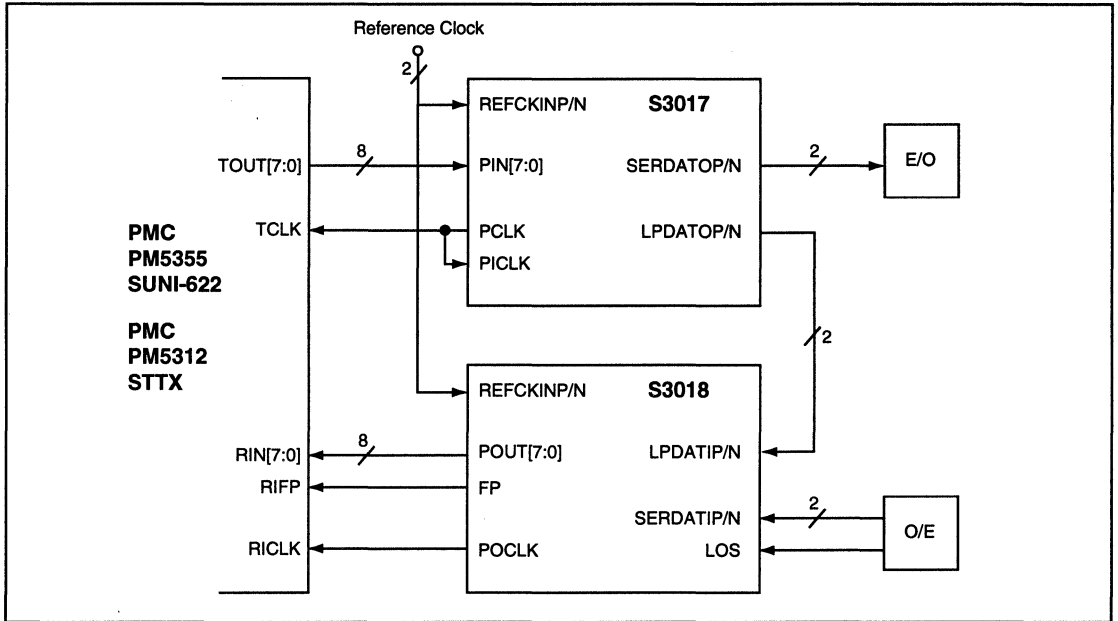 Reference Clock
2
REFCKINP/N
S3017
TOUT[7:0]
8
PIN[7:0]
SERDATOP/N
2
E/O
TCLK
PCLK
LPDATOP/N
PICLK
PMC
PM5355
SUNI-622
PMC
PM5312
STTX
2
REFCKINP/N
S3018
RIN[7:0]
8
POUT[7:0]
LPDATIP/N
RIFP
FP
SERDATIP/N
2
O/E
RICLK
POCLK
LOS